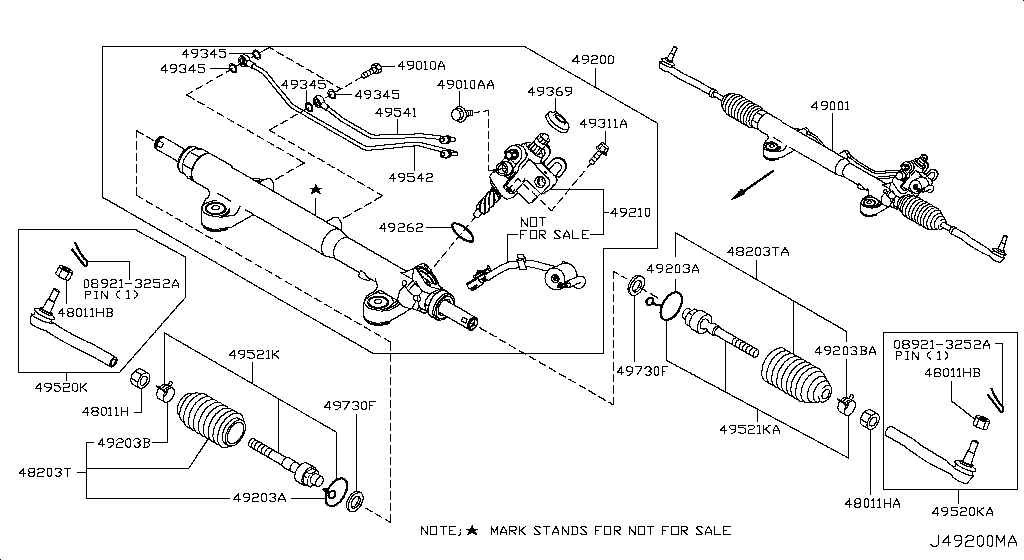 49345
49345
49010A
49345
49345
49010AA
49541
49542
49200
49369
49311A
49001
49262
NOT
FOR SALE
49210
★
08921-3252A
PIN (1)
48011HB
49520K
49521K
48011H
49203B
48203T
49730F
49203A
49203A
48203TA
49730F
49203BA
49521KA
08921-3252A
PIN (1)
48011HB
48011HA
49520KA
NOTE;★ MARK STANDS FOR NOT FOR SALE
J49200MA